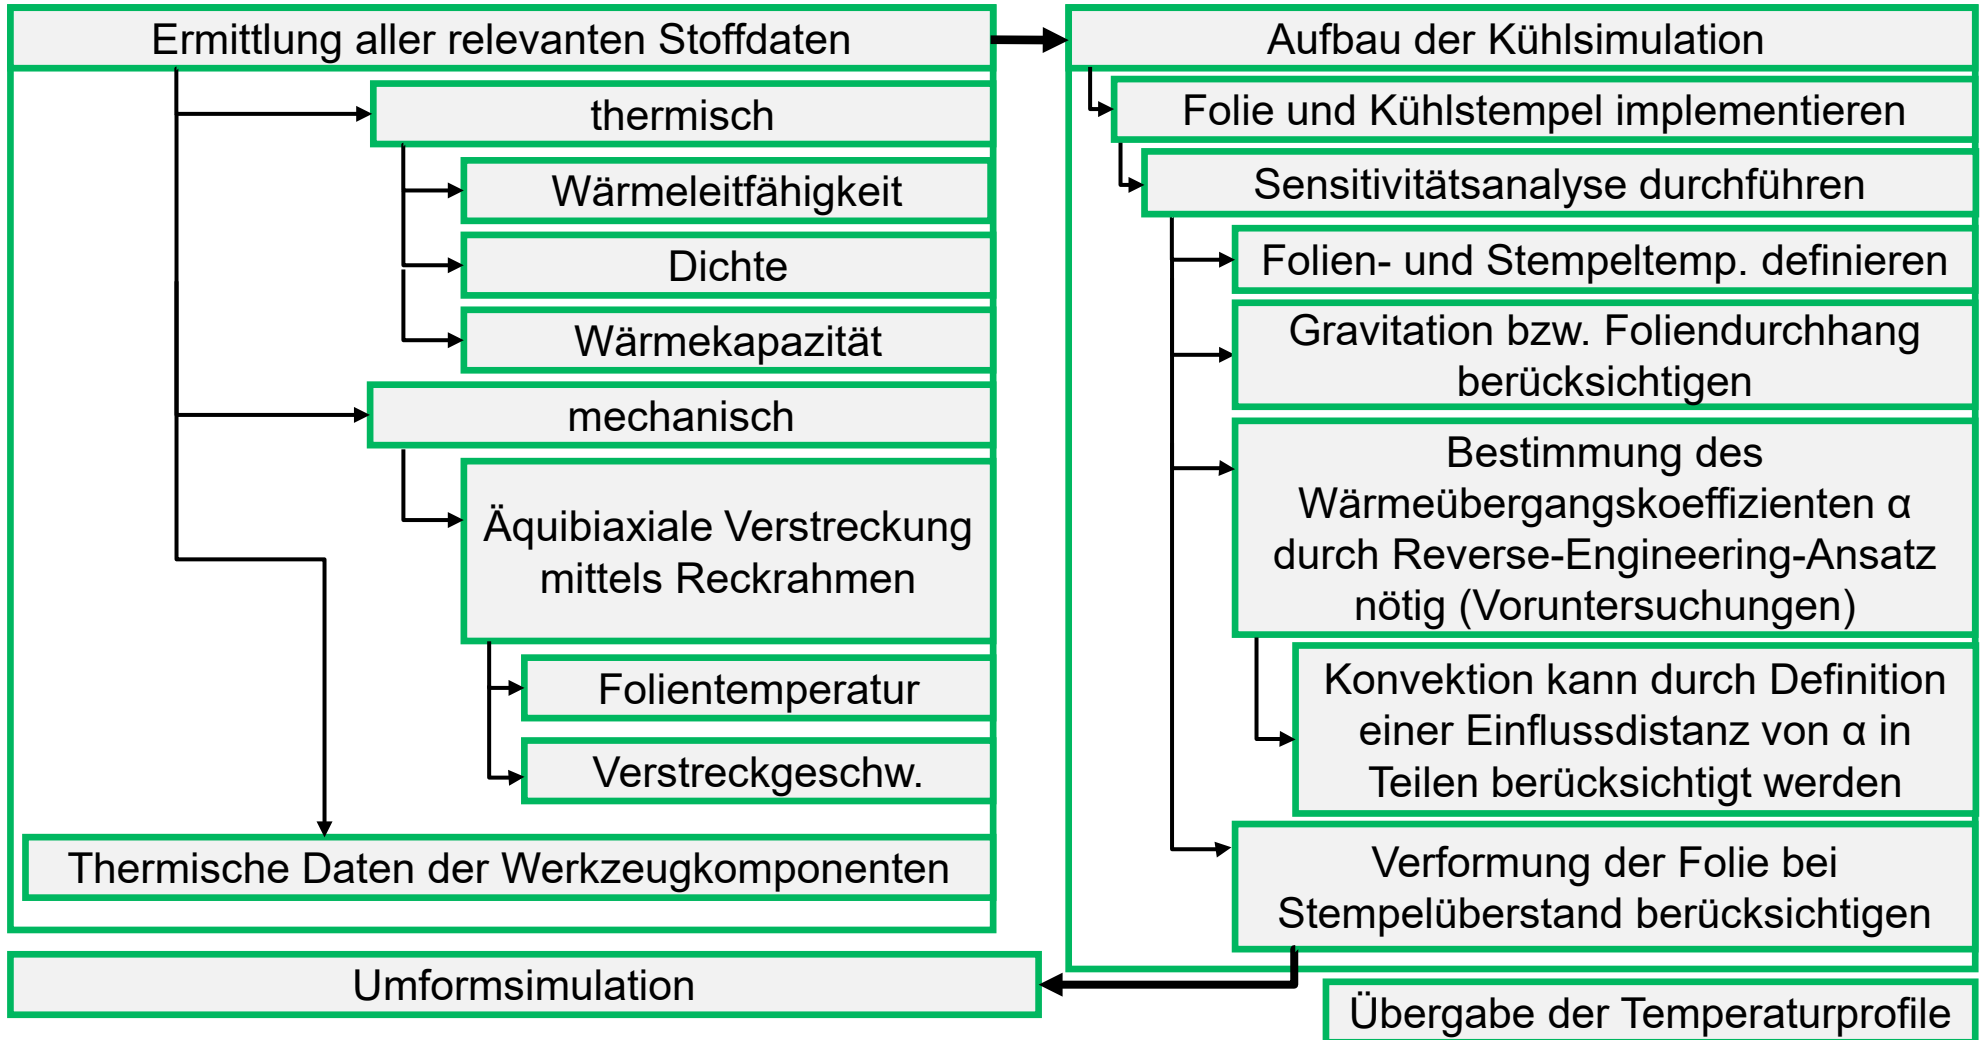 Ermittlung aller relevanten Stoffdaten
thermisch
Wärmeleitfähigkeit
Dichte
Wärmekapazität
mechanisch
Äquibiaxiale Verstreckung
mittels Reckrahmen
Folientemperatur
Verstreckgeschw.
Thermische Daten der Werkzeugkomponenten
Aufbau der Kühlsimulation
Folie und Kühlstempel implementieren
Sensitivitätsanalyse durchführen
Folien- und Stempeltemp. definieren
Gravitation bzw. Foliendurchhang
berücksichtigen
Bestimmung des
Wärmeübergangskoeffizienten α
durch Reverse-Engineering-Ansatz
nötig (Voruntersuchungen)
Konvektion kann durch Definition
einer Einflussdistanz von α in
Teilen berücksichtigt werden
Verformung der Folie bei
Stempelüberstand berücksichtigen
Umformsimulation
Übergabe der Temperaturprofile